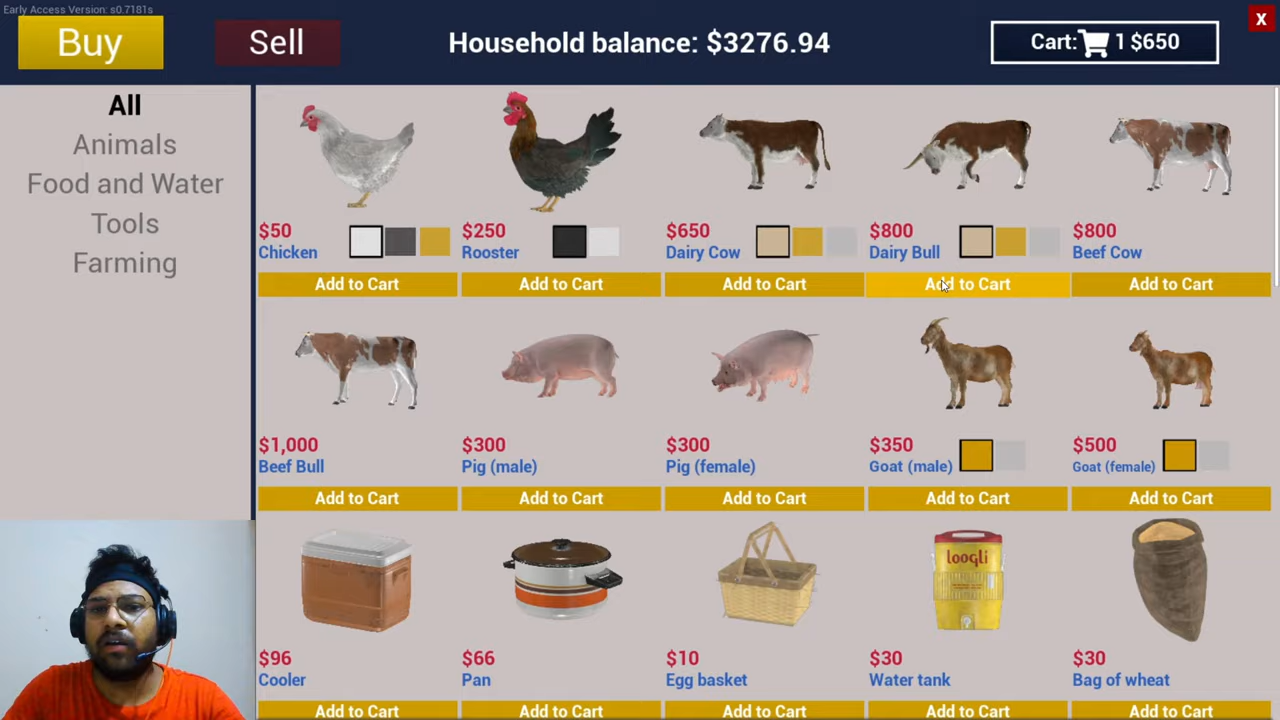 Early Access Version: s0.7181s
Buy
Sell
Household balance: $3276.94
Cart: 1 $650
X
All
Animals
Food and Water
Tools
Farming
$50
Chicken
$250
Rooster
$650
Dairy Cow
$800
Dairy Bull
$800
Beef Cow
Add to Cart
Add to Cart
Add to Cart
Add to Cart
Add to Cart
$1,000
Beef Bull
$300
Pig (male)
$300
Pig (female)
$350
Goat (male)
$500
Goat (female)
Add to Cart
Add to Cart
Add to Cart
Add to Cart
Add to Cart
loogli
$96
Cooler
$66
Pan
$10
Egg basket
$30
Water tank
$30
Bag of wheat
Add to Cart
Add to Cart
Add to Cart
Add to Cart
Add to Cart